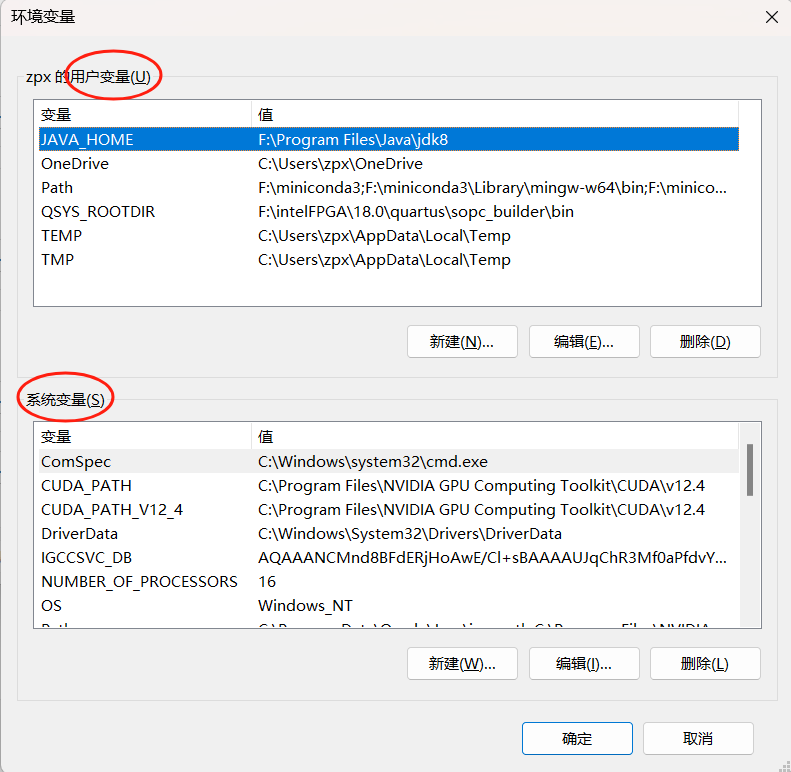 环境变量
zpx 的用户变量(U)
变量 值
JAVA_HOME F:\Program Files\Java\jdk8
OneDrive C:\Users\zpx\OneDrive
Path F:\miniconda3;F:\miniconda3\Library\mingw-w64\bin;F:\minico...
QSYS_ROOTDIR F:\intelFPGA\18.0\quartus\sopc_builder\bin
TEMP C:\Users\zpx\AppData\Local\Temp
TMP C:\Users\zpx\AppData\Local\Temp
新建(N)... 编辑(E)... 删除(D)
系统变量(S)
变量 值
ComSpec C:\Windows\system32\cmd.exe
CUDA_PATH C:\Program Files\NVIDIA GPU Computing Toolkit\CUDA\v12.4
CUDA_PATH_V12_4 C:\Program Files\NVIDIA GPU Computing Toolkit\CUDA\v12.4
DriverData C:\Windows\System32\Drivers\DriverData
IGCCSVC_DB AQAAANCMnd8BFdERjHoAwE/Cl+sBAAAAUJqChR3Mf0aPfdvY...
NUMBER_OF_PROCESSORS 16
OS Windows_NT
新建(W)... 编辑(I)... 删除(L)
确定 取消